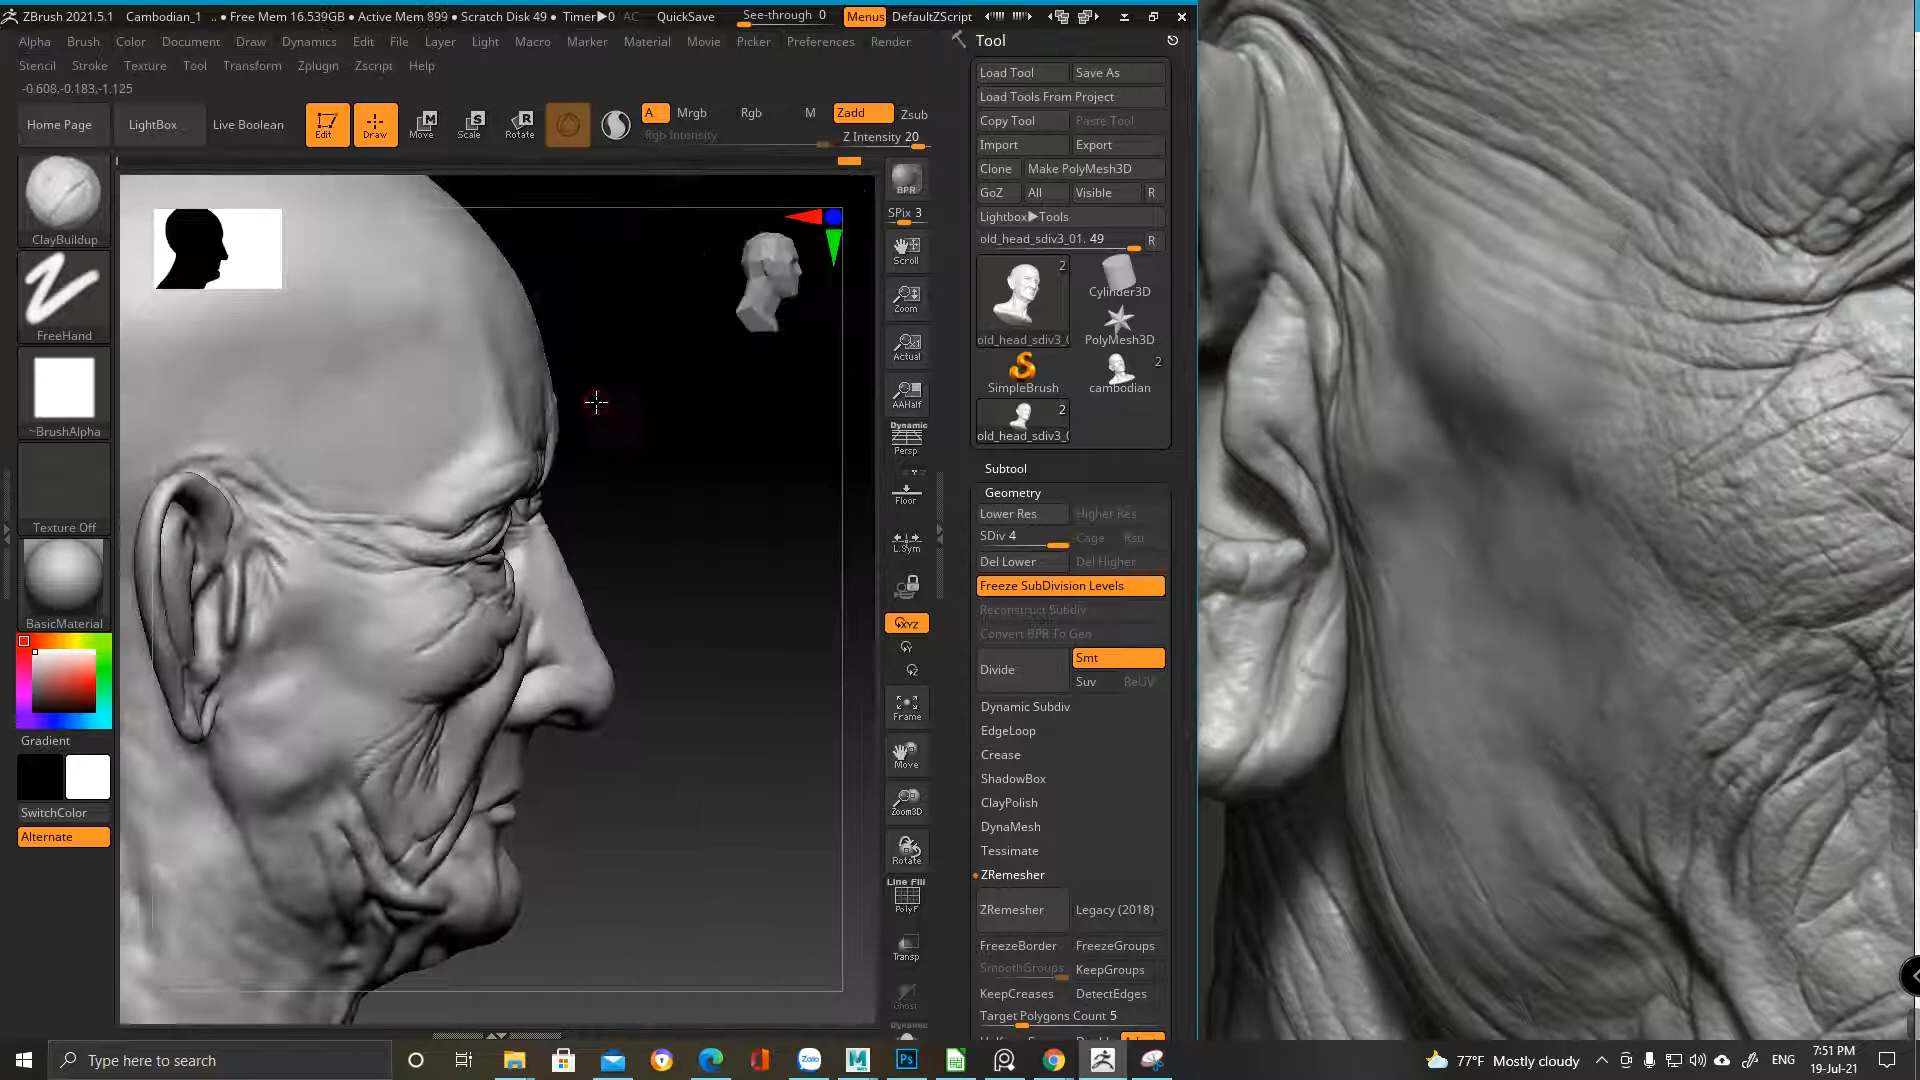 ZBrush 2021.5.1 Cambodian_1 .. ● Free Mem 16.539GB ● Active Mem 899 ● Scratch Disk 49 ● Timer▶0 AC QuickSave See-through 0 Menus DefaultZScript
Alpha Brush Color Document Draw Dynamics Edit File Layer Light Macro Marker Material Movie Picker Preferences Render
Stencil Stroke Texture Tool Transform Zplugin Zscript Help
-0.608,-0.183,-1.125
Home Page LightBox Live Boolean Edit Draw Move Scale Rotate A Mrgb Rgb M Zadd Zsub
Rgb Intensity Z Intensity 20
ClayBuildup
FreeHand
~BrushAlpha
Texture Off
BasicMaterial
Gradient
SwitchColor
Alternate
BPR
SPix 3
Scroll
Zoom
Actual
AAHalf
Dynamic
Persp
Floor
L.Sym
XYZ
Y
Z
Frame
Move
Zoom3D
Rotate
Line Fill
PolyF
Transp
Ghost
Dynamic
Tool
Load Tool Save As
Load Tools From Project
Copy Tool Paste Tool
Import Export
Clone Make PolyMesh3D
GoZ All Visible R
Lightbox▶Tools
old_head_sdiv3_01. 49 R
2
Cylinder3D
old_head_sdiv3_0 PolyMesh3D
2
SimpleBrush cambodian
2
old_head_sdiv3_0
Subtool
Geometry
Lower Res Higher Res
SDiv 4 Cage Rsu
Del Lower Del Higher
Freeze SubDivision Levels
Reconstruct Subdiv
Convert BPR To Geo
Divide Smt
Suv ReUV
Dynamic Subdiv
EdgeLoop
Crease
ShadowBox
ClayPolish
DynaMesh
Tessimate
ZRemesher
ZRemesher Legacy (2018)
FreezeBorder FreezeGroups
SmoothGroups KeepGroups
KeepCreases DetectEdges
Target Polygons Count 5
Type here to search
Zalo
Ps
77°F Mostly cloudy
ENG
7:51 PM
19-Jul-21